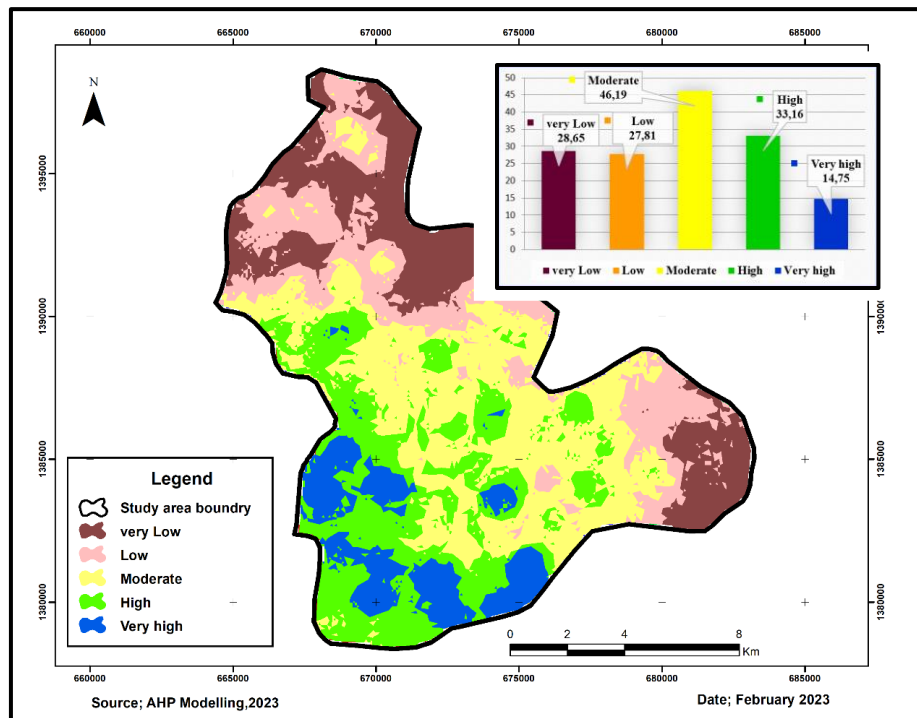 660000 665000 670000 675000 680000 685000
N
50
45
40
35
30
25
20
15
10
5
0
very Low
28,65
Low
27,81
Moderate
46,19
High
33,16
Very high
14,75
very Low Low Moderate High Very high
1395000
1390000
1385000
1380000
1395000
1390000
1385000
1380000
Legend
Study area boundry
very Low
Low
Moderate
High
Very high
0 2 4 8
Km
660000 665000 670000 675000 680000 685000
Source; AHP Modelling,2023
Date; February 2023